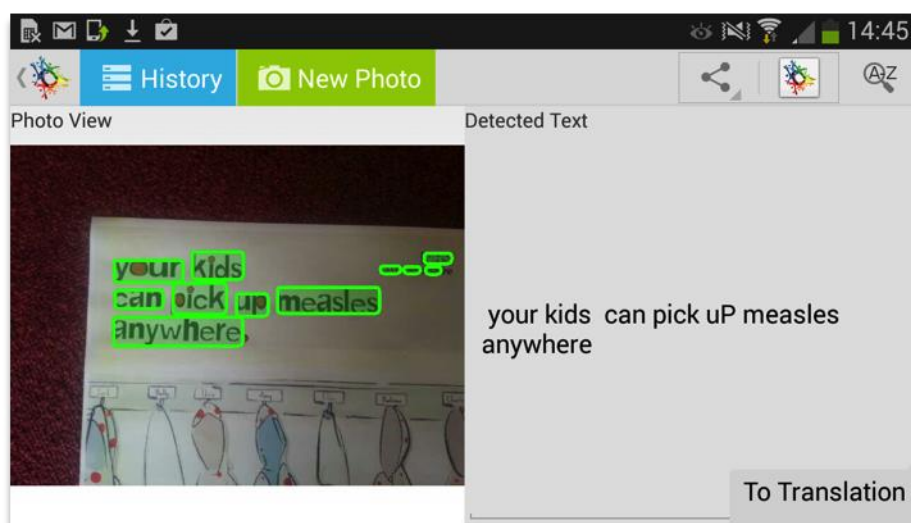 14:45
History
New Photo
A-Z
Photo View
Detected Text
your kids
can pick up measles
anywhere.
your kids can pick uP measles
anywhere
To Translation